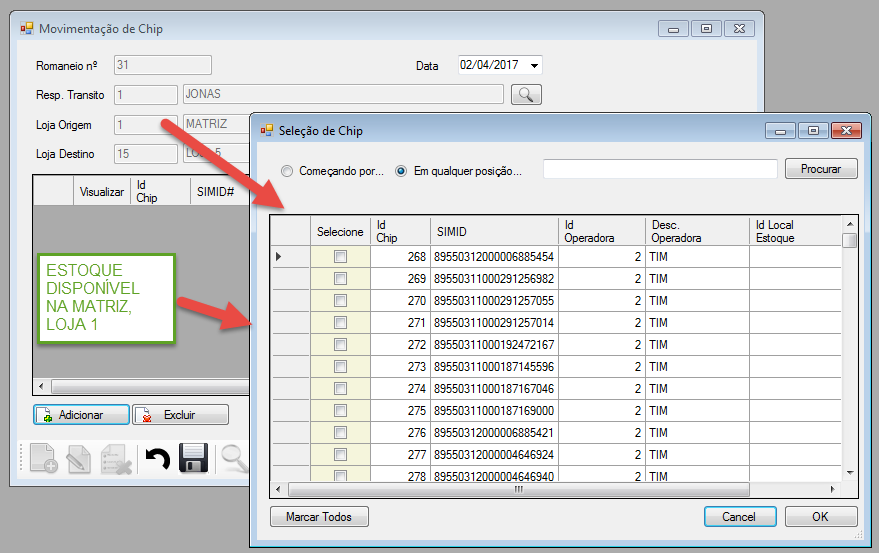 Movimentação de Chip
Romaneio nº 31 Data 02/04/2017
Resp. Transito 1 JONAS
Loja Origem 1 MATRIZ
Loja Destino 15
Visualizar Id Chip SIMID#
ESTOQUE
DISPONÍVEL
NA MATRIZ,
LOJA 1
Adicionar Excluir
Seleção de Chip
Começando por... Em qualquer posição... Procurar
Selecione Id Chip SIMID Id Operadora Desc. Operadora Id Local Estoque
268 89550312000006885454 2 TIM
269 89550311000291256982 2 TIM
270 89550311000291257055 2 TIM
271 89550311000291257014 2 TIM
272 89550311000192472167 2 TIM
273 89550311000187145596 2 TIM
274 89550311000187167046 2 TIM
275 89550311000187169000 2 TIM
276 89550312000006885421 2 TIM
277 89550312000004646924 2 TIM
278 89550312000004646940 2 TIM
Marcar Todos Cancel OK